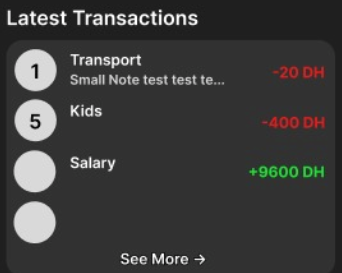 Latest Transactions
1
Transport
Small Note test test te...
-20 DH
5
Kids
-400 DH
Salary
+9600 DH
See More →